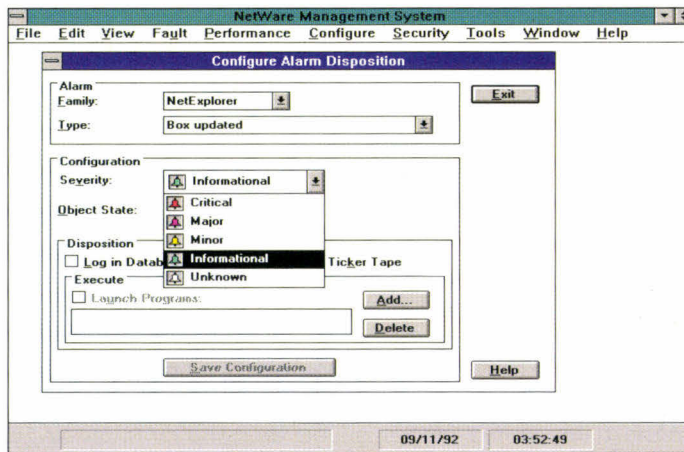 NetWare Management System
File Edit View Fault Performance Configure Security Tools Window Help
Configure Alarm Disposition
Alarm
Family: NetExplorer
Exit
Type: Box updated
Configuration
Severity: Informational
Critical
Object State:
Major
Minor
Disposition
Informational
Log in Datab Ticker Tape
Unknown
Execute
Launch Programs:
Add...
Delete
Save Configuration
Help
09/11/92 03:52:49